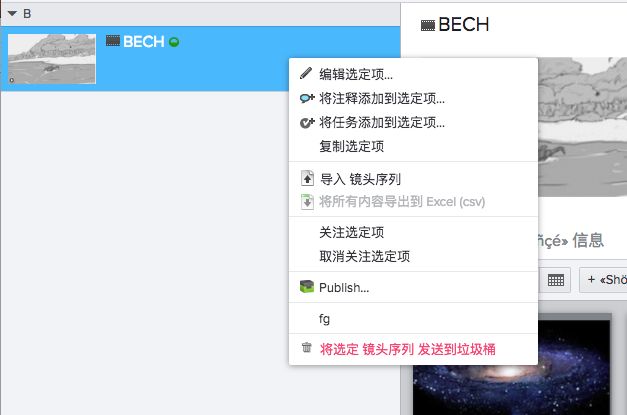 B
BECH
BECH
编辑选定项...
将注释添加到选定项...
将任务添加到选定项...
复制选定项
导入 镜头序列
将所有内容导出到 Excel (csv)
关注选定项
取消关注选定项
Publish...
fg
将选定 镜头序列 发送到垃圾桶
ñçé» 信息
+ «Shö